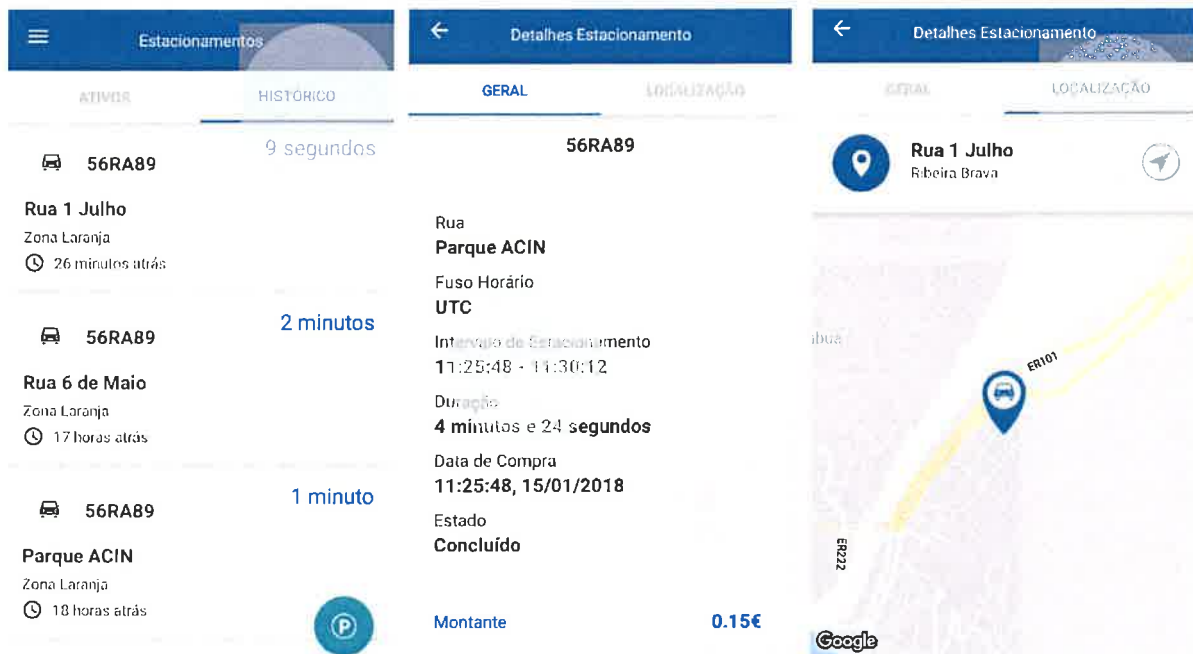 Estacionamentos
ATIVOS
HISTÓRICO
56RA89
9 segundos
Rua 1 Julho
Zona Laranja
26 minutos atrás
56RA89
2 minutos
Rua 6 de Maio
Zona Laranja
17 horas atrás
56RA89
1 minuto
Parque ACIN
Zona Laranja
18 horas atrás
P
Detalhes Estacionamento
GERAL
LOCALIZAÇÃO
56RA89
Rua
Parque ACIN
Fuso Horário
UTC
Intervalo de Estacionamento
11:25:48 - 11:30:12
Duração
4 minutos e 24 segundos
Data de Compra
11:25:48, 15/01/2018
Estado
Concluído
Montante
0.15€
Detalhes Estacionamento
GERAL
LOCALIZAÇÃO
Rua 1 Julho
Ribeira Brava
ER101
ER222
Google